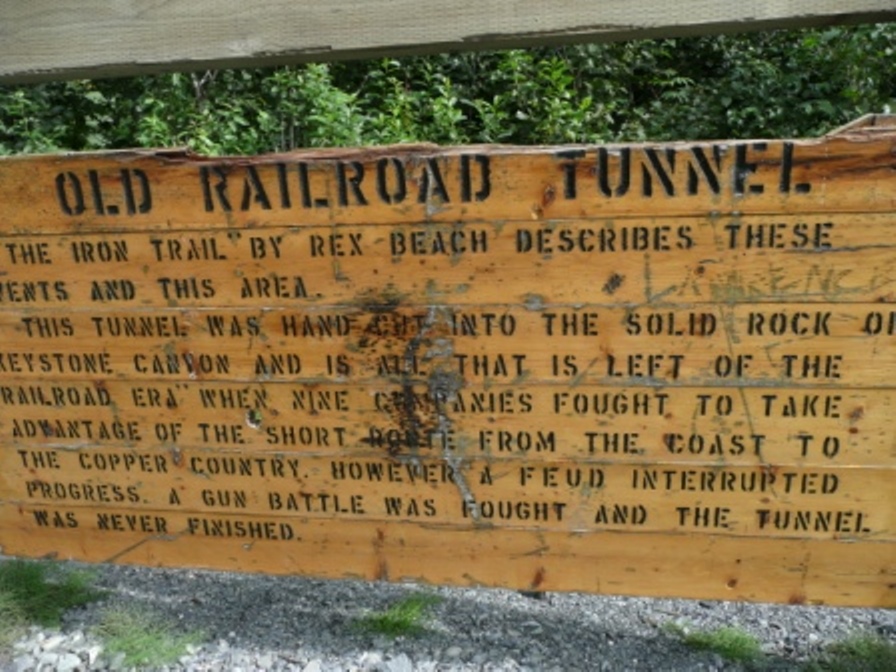 OLD RAILROAD TUNNEL
"THE IRON TRAIL" BY REX BEACH DESCRIBES THESE
VENTS AND THIS AREA.
THIS TUNNEL WAS HAND CUT INTO THE SOLID ROCK OF
KEYSTONE CANYON AND IS ALL THAT IS LEFT OF THE
RAILROAD ERA" WHEN NINE COMPANIES FOUGHT TO TAKE
ADVANTAGE OF THE SHORT ROUTE FROM THE COAST TO
THE COPPER COUNTRY. HOWEVER A FEUD INTERRUPTED
PROGRESS. A GUN BATTLE WAS FOUGHT AND THE TUNNEL
WAS NEVER FINISHED.